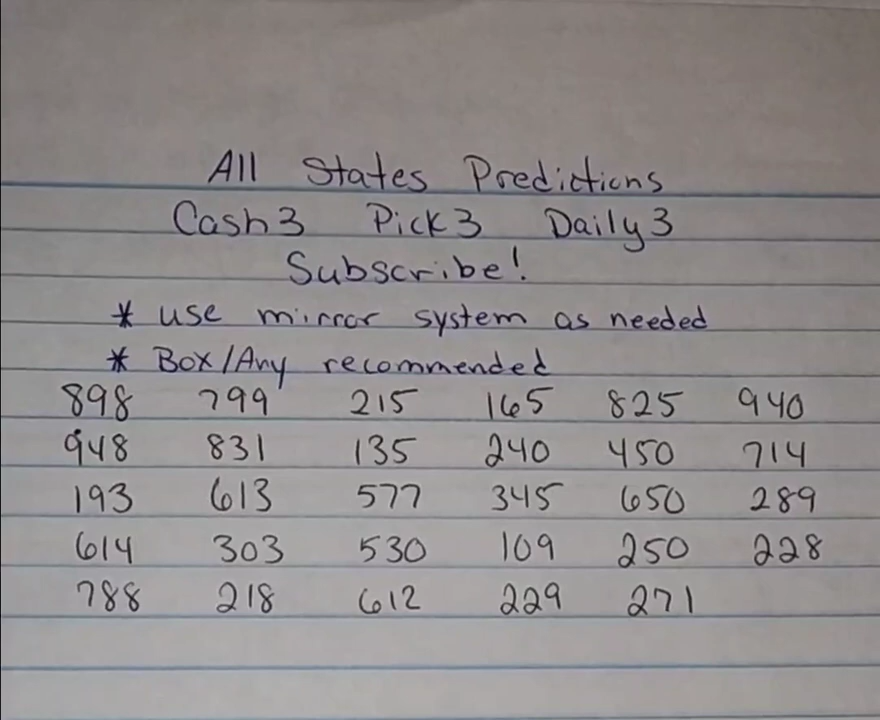 All States Predictions
Cash3 Pick3 Daily3
Subscribe!
* use mirror system as needed
* Box/Any recommended
898 799 215 165 825 940
948 831 135 240 450 714
193 613 577 345 650 289
614 303 530 109 250 228
788 218 612 229 271